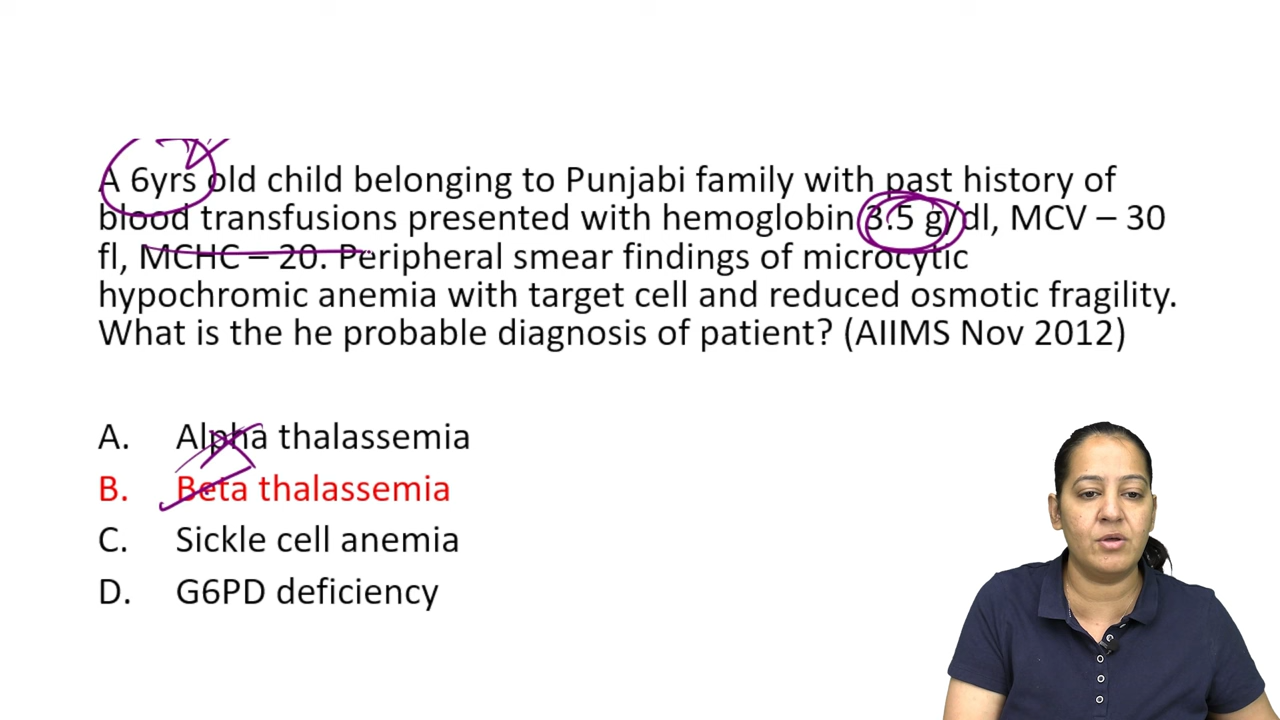 A 6yrs old child belonging to Punjabi family with past history of
blood transfusions presented with hemoglobin 3.5 g/dl, MCV – 30
fl, MCHC – 20. Peripheral smear findings of microcytic
hypochromic anemia with target cell and reduced osmotic fragility.
What is the he probable diagnosis of patient? (AIIMS Nov 2012)
A. Alpha thalassemia
B. Beta thalassemia
C. Sickle cell anemia
D. G6PD deficiency